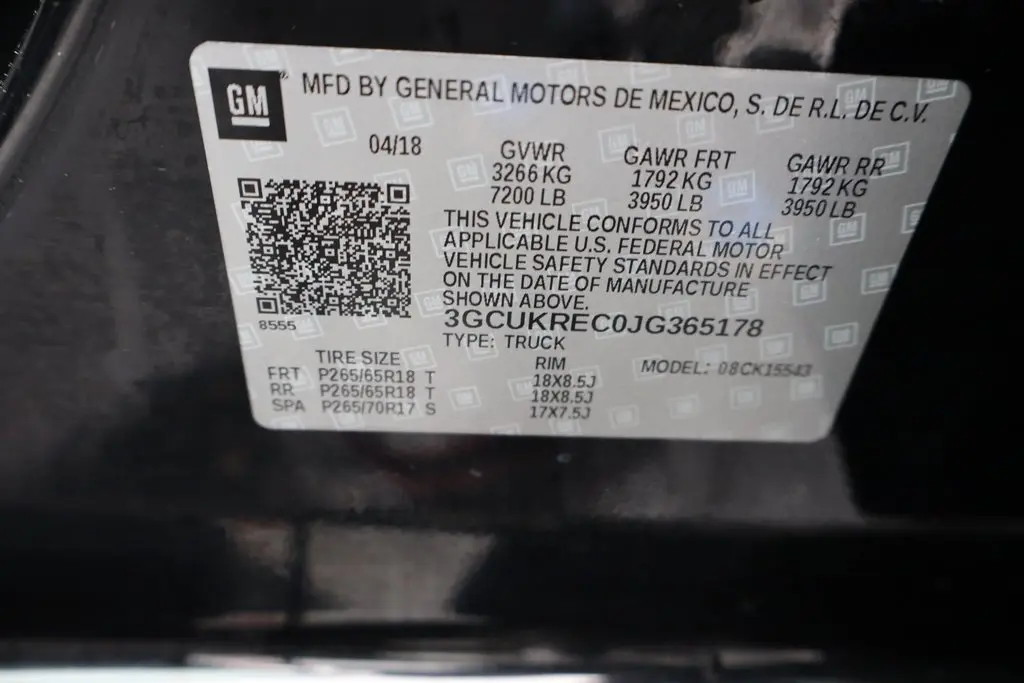 GM MFD BY GENERAL MOTORS DE MEXICO, S. DE R.L. DE C.V.
04/18 GVWR GAWR FRT GAWR RR
3266 KG 1792 KG 1792 KG
7200 LB 3950 LB 3950 LB
THIS VEHICLE CONFORMS TO ALL
APPLICABLE U.S. FEDERAL MOTOR
VEHICLE SAFETY STANDARDS IN EFFECT
ON THE DATE OF MANUFACTURE
SHOWN ABOVE.
8555 3GCUKREC0JG365178
TYPE: TRUCK
TIRE SIZE RIM MODEL: 08CK15543
FRT P265/65R18 T 18X8.5J
RR P265/65R18 T 18X8.5J
SPA P265/70R17 S 17X7.5J